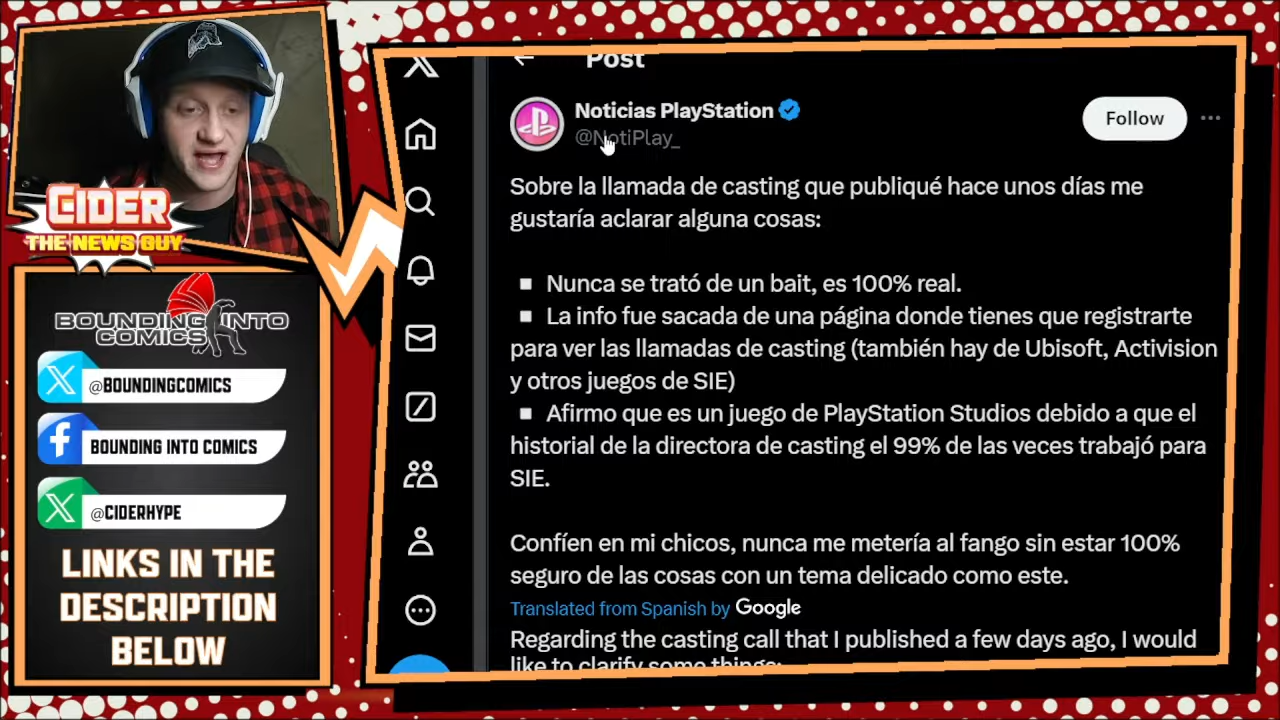 Post
Noticias PlayStation
@NotiPlay_
Follow
Sobre la llamada de casting que publiqué hace unos días me
gustaría aclarar alguna cosas:
▪ Nunca se trató de un bait, es 100% real.
▪ La info fue sacada de una página donde tienes que registrarte
para ver las llamadas de casting (también hay de Ubisoft, Activision
y otros juegos de SIE)
▪ Afirmo que es un juego de PlayStation Studios debido a que el
historial de la directora de casting el 99% de las veces trabajó para
SIE.
Confíen en mi chicos, nunca me metería al fango sin estar 100%
seguro de las cosas con un tema delicado como este.
Translated from Spanish by Google
Regarding the casting call that I published a few days ago, I would
like to clarify some things:
CIDER
THE NEWS GUY
BOUNDING INTO
COMICS
@BOUNDINGCOMICS
BOUNDING INTO COMICS
@CIDERHYPE
LINKS IN THE
DESCRIPTION
BELOW